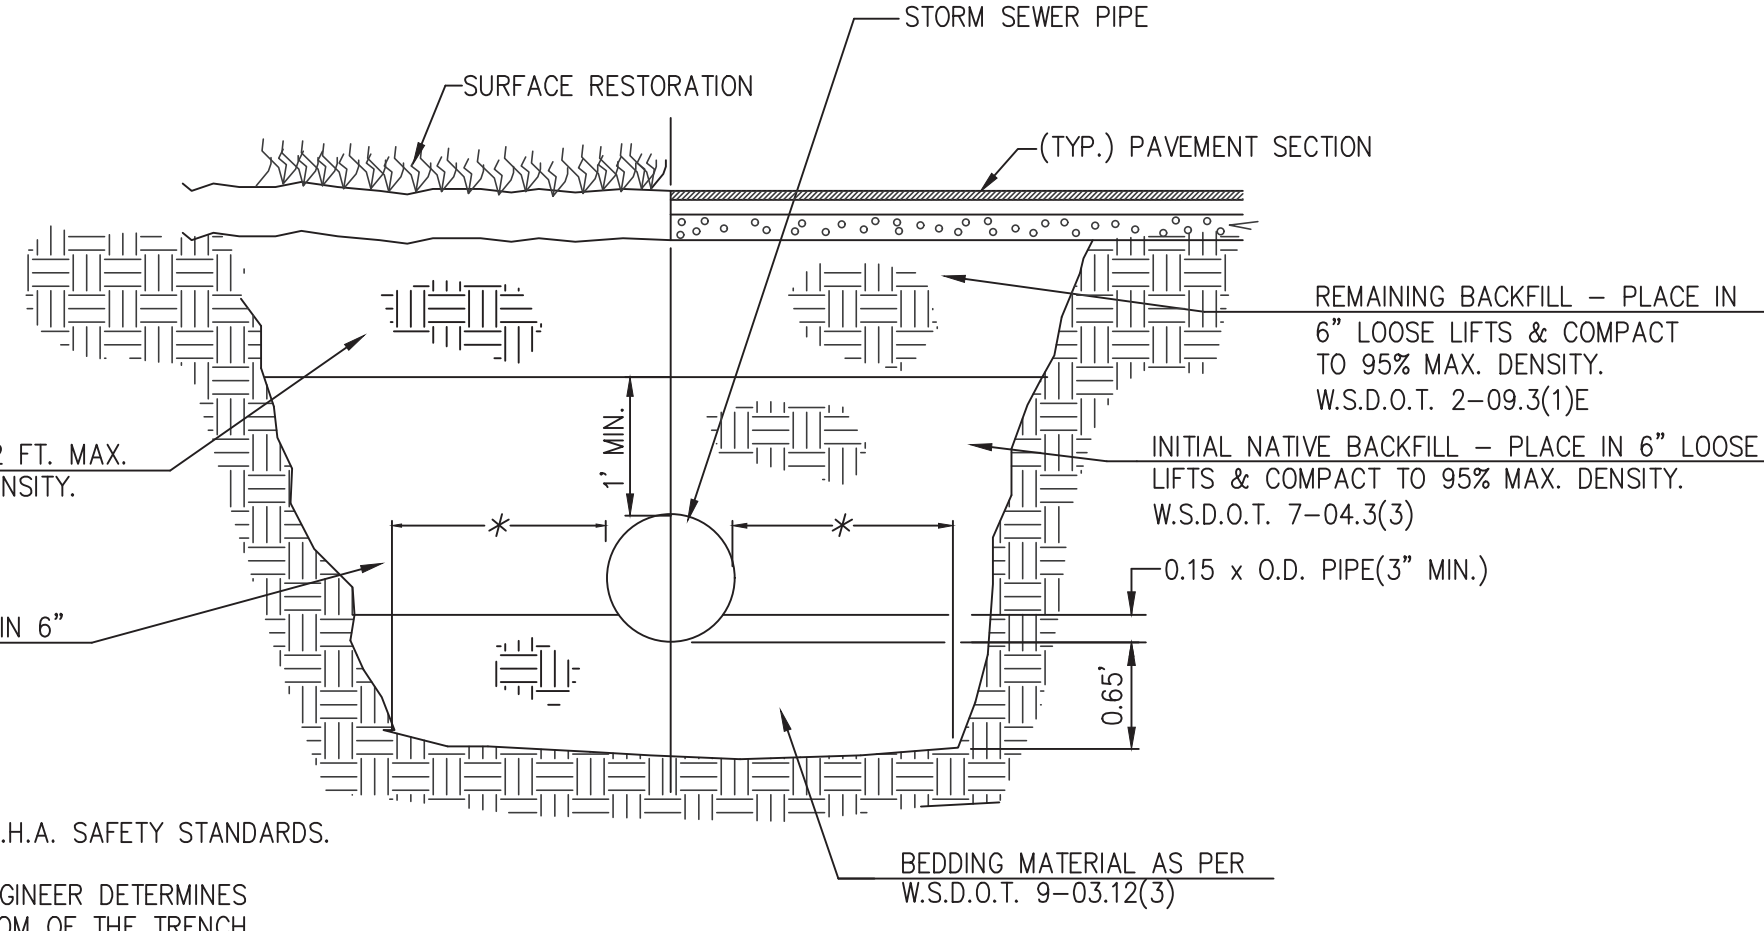 STORM SEWER PIPE
SURFACE RESTORATION
(TYP.) PAVEMENT SECTION
REMAINING BACKFILL – PLACE IN
6” LOOSE LIFTS & COMPACT
TO 95% MAX. DENSITY.
W.S.D.O.T. 2–09.3(1)E
1' MIN.
FT. MAX.
INITIAL NATIVE BACKFILL – PLACE IN 6” LOOSE
LIFTS & COMPACT TO 95% MAX. DENSITY.
W.S.D.O.T. 7–04.3(3)
* *
0.15 x O.D. PIPE(3” MIN.)
IN 6”
0.65'
.H.A. SAFETY STANDARDS.
BEDDING MATERIAL AS PER
W.S.D.O.T. 9–03.12(3)
GINEER DETERMINES
OM OF THE TRENCH